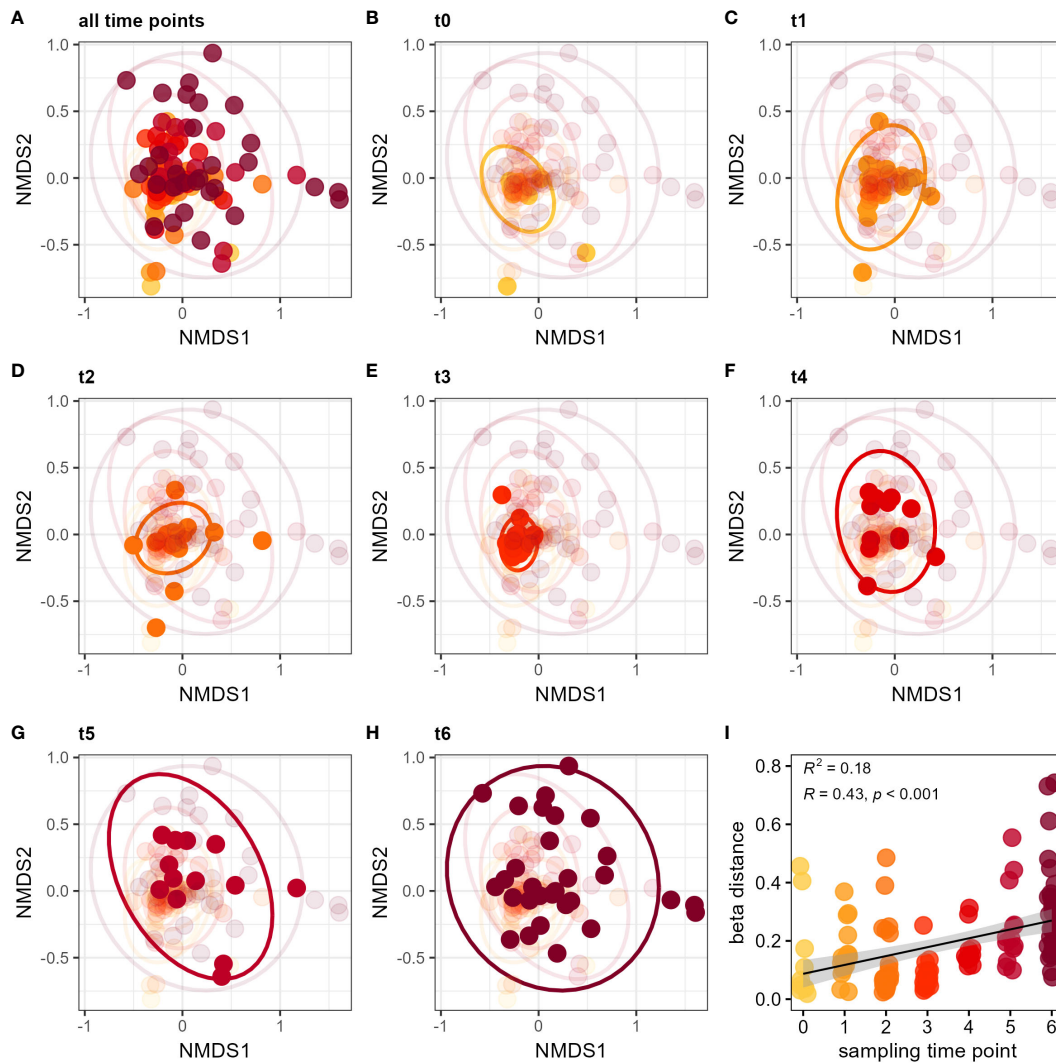 A all time points
1.0
0.5
0.0
-0.5
NMDS2
-1 0 1
NMDS1
B t0
1.0
0.5
0.0
-0.5
NMDS2
-1 0 1
NMDS1
C t1
1.0
0.5
0.0
-0.5
NMDS2
-1 0 1
NMDS1
D t2
1.0
0.5
0.0
-0.5
NMDS2
-1 0 1
NMDS1
E t3
1.0
0.5
0.0
-0.5
NMDS2
-1 0 1
NMDS1
F t4
1.0
0.5
0.0
-0.5
NMDS2
-1 0 1
NMDS1
G t5
1.0
0.5
0.0
-0.5
NMDS2
-1 0 1
NMDS1
H t6
1.0
0.5
0.0
-0.5
NMDS2
-1 0 1
NMDS1
I
R² = 0.18
R = 0.43, p < 0.001
0.8
0.6
0.4
0.2
0.0
beta distance
0 1 2 3 4 5 6
sampling time point